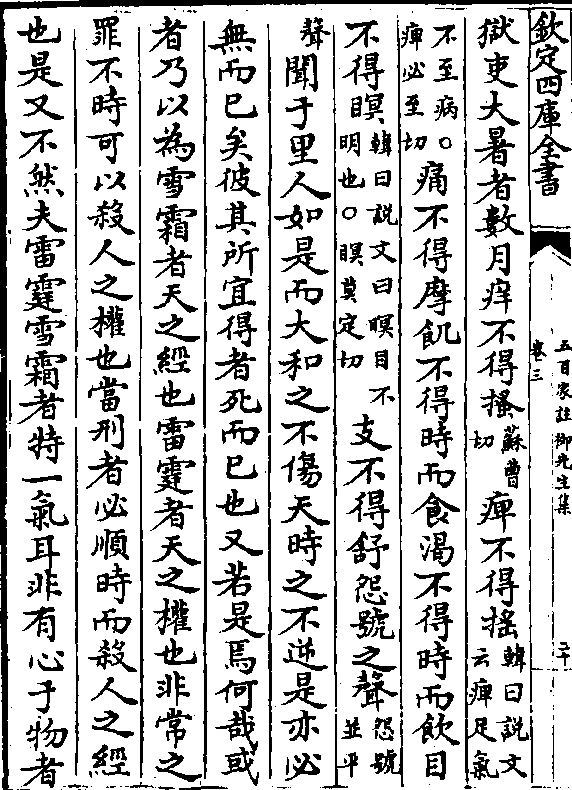 欽定四庫全書
五百家註柳先生集
卷三
二十
獄吏大暑者數月痒不得搔蘇曹切痺不得搖韓曰説文云痺足氣
不至病○痺必至切痛不得摩飢不得時而食渴不得時而飲目
不得瞑韓曰説文曰瞑目不明也○瞑莫定切支不得舒怨號之聲怨號並平
聲聞于里人如是而大和之不傷天時之不逆是亦必
無而已矣彼其所宜得者死而已也又若是焉何哉或
者乃以為雪霜者天之經也雷霆者天之權也非常之
罪不時可以殺人之權也當刑者必順時而殺人之經
也是又不然夫雷霆雪霜者特一氣耳非有心于物者